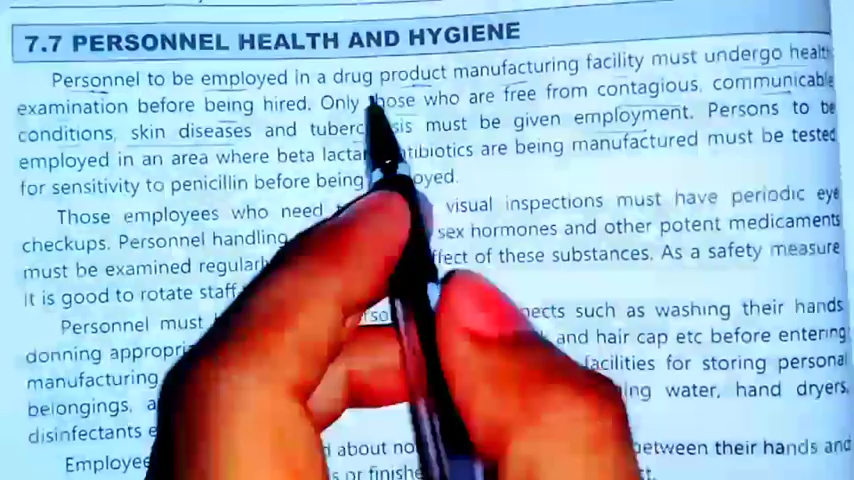 7.7 PERSONNEL HEALTH AND HYGIENE
Personnel to be employed in a drug product manufacturing facility must undergo health
examination before being hired. Only those who are free from contagious, communicable
conditions, skin diseases and tuberc sis must be given employment. Persons to be
employed in an area where beta lacta tibiotics are being manufactured must be tested
for sensitivity to penicillin before being oyed.
Those employees who need visual inspections must have periodic eye
checkups. Personnel handling sex hormones and other potent medicaments
must be examined regular ffect of these substances. As a safety measure
it is good to rotate staff
Personnel must rso pects such as washing their hands
donning appropri and hair cap etc before entering
manufacturing facilities for storing personal
belongings, a ing water, hand dryers,
disinfectants
Employee about no between their hands and
s or finishe t.